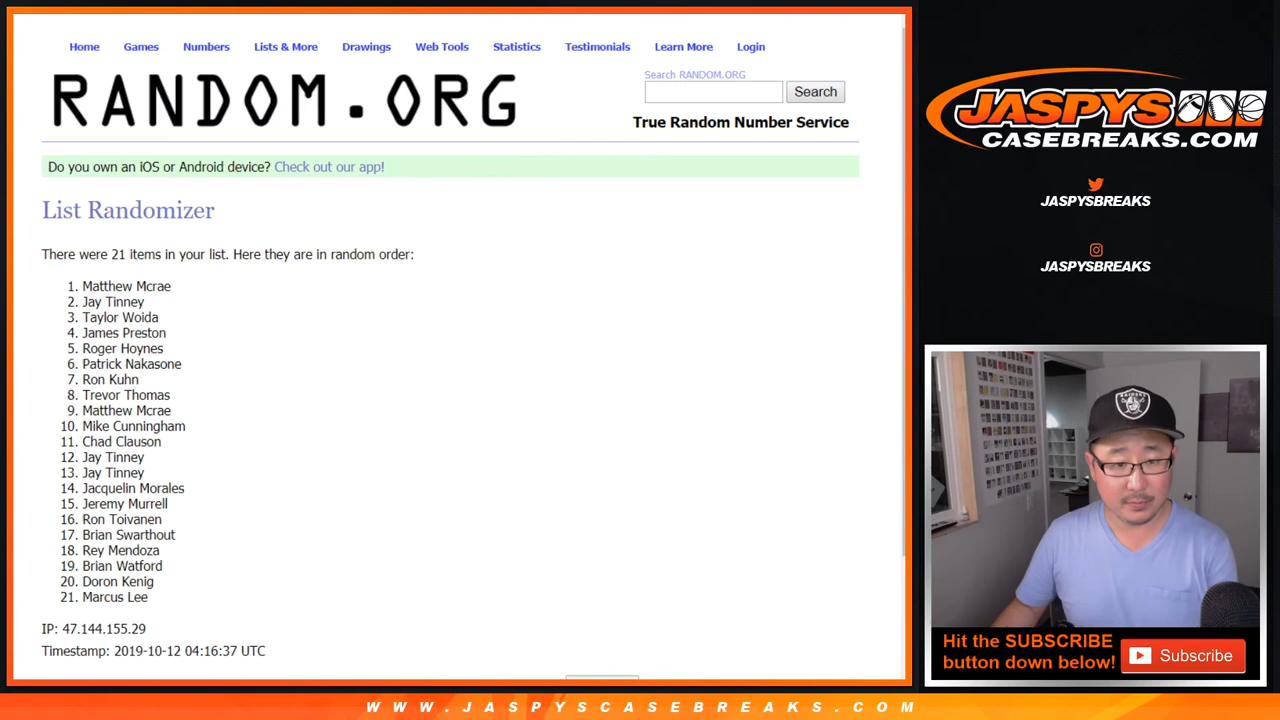 Home Games Numbers Lists & More Drawings Web Tools Statistics Testimonials Learn More Login
RANDOM.ORG
Search RANDOM.ORG
Search
True Random Number Service
Do you own an iOS or Android device? Check out our app!
List Randomizer
There were 21 items in your list. Here they are in random order:
1. Matthew Mcrae
2. Jay Tinney
3. Taylor Woida
4. James Preston
5. Roger Hoynes
6. Patrick Nakasone
7. Ron Kuhn
8. Trevor Thomas
9. Matthew Mcrae
10. Mike Cunningham
11. Chad Clauson
12. Jay Tinney
13. Jay Tinney
14. Jacquelin Morales
15. Jeremy Murrell
16. Ron Toivanen
17. Brian Swarthout
18. Rey Mendoza
19. Brian Watford
20. Doron Kenig
21. Marcus Lee
IP: 47.144.155.29
Timestamp: 2019-10-12 04:16:37 UTC
JASPYS
CASEBREAKS.COM
JASPYSBREAKS
JASPYSBREAKS
RAIDERS
Hit the SUBSCRIBE
button down below!
Subscribe
WWW.JASPYSCASEBREAKS.COM